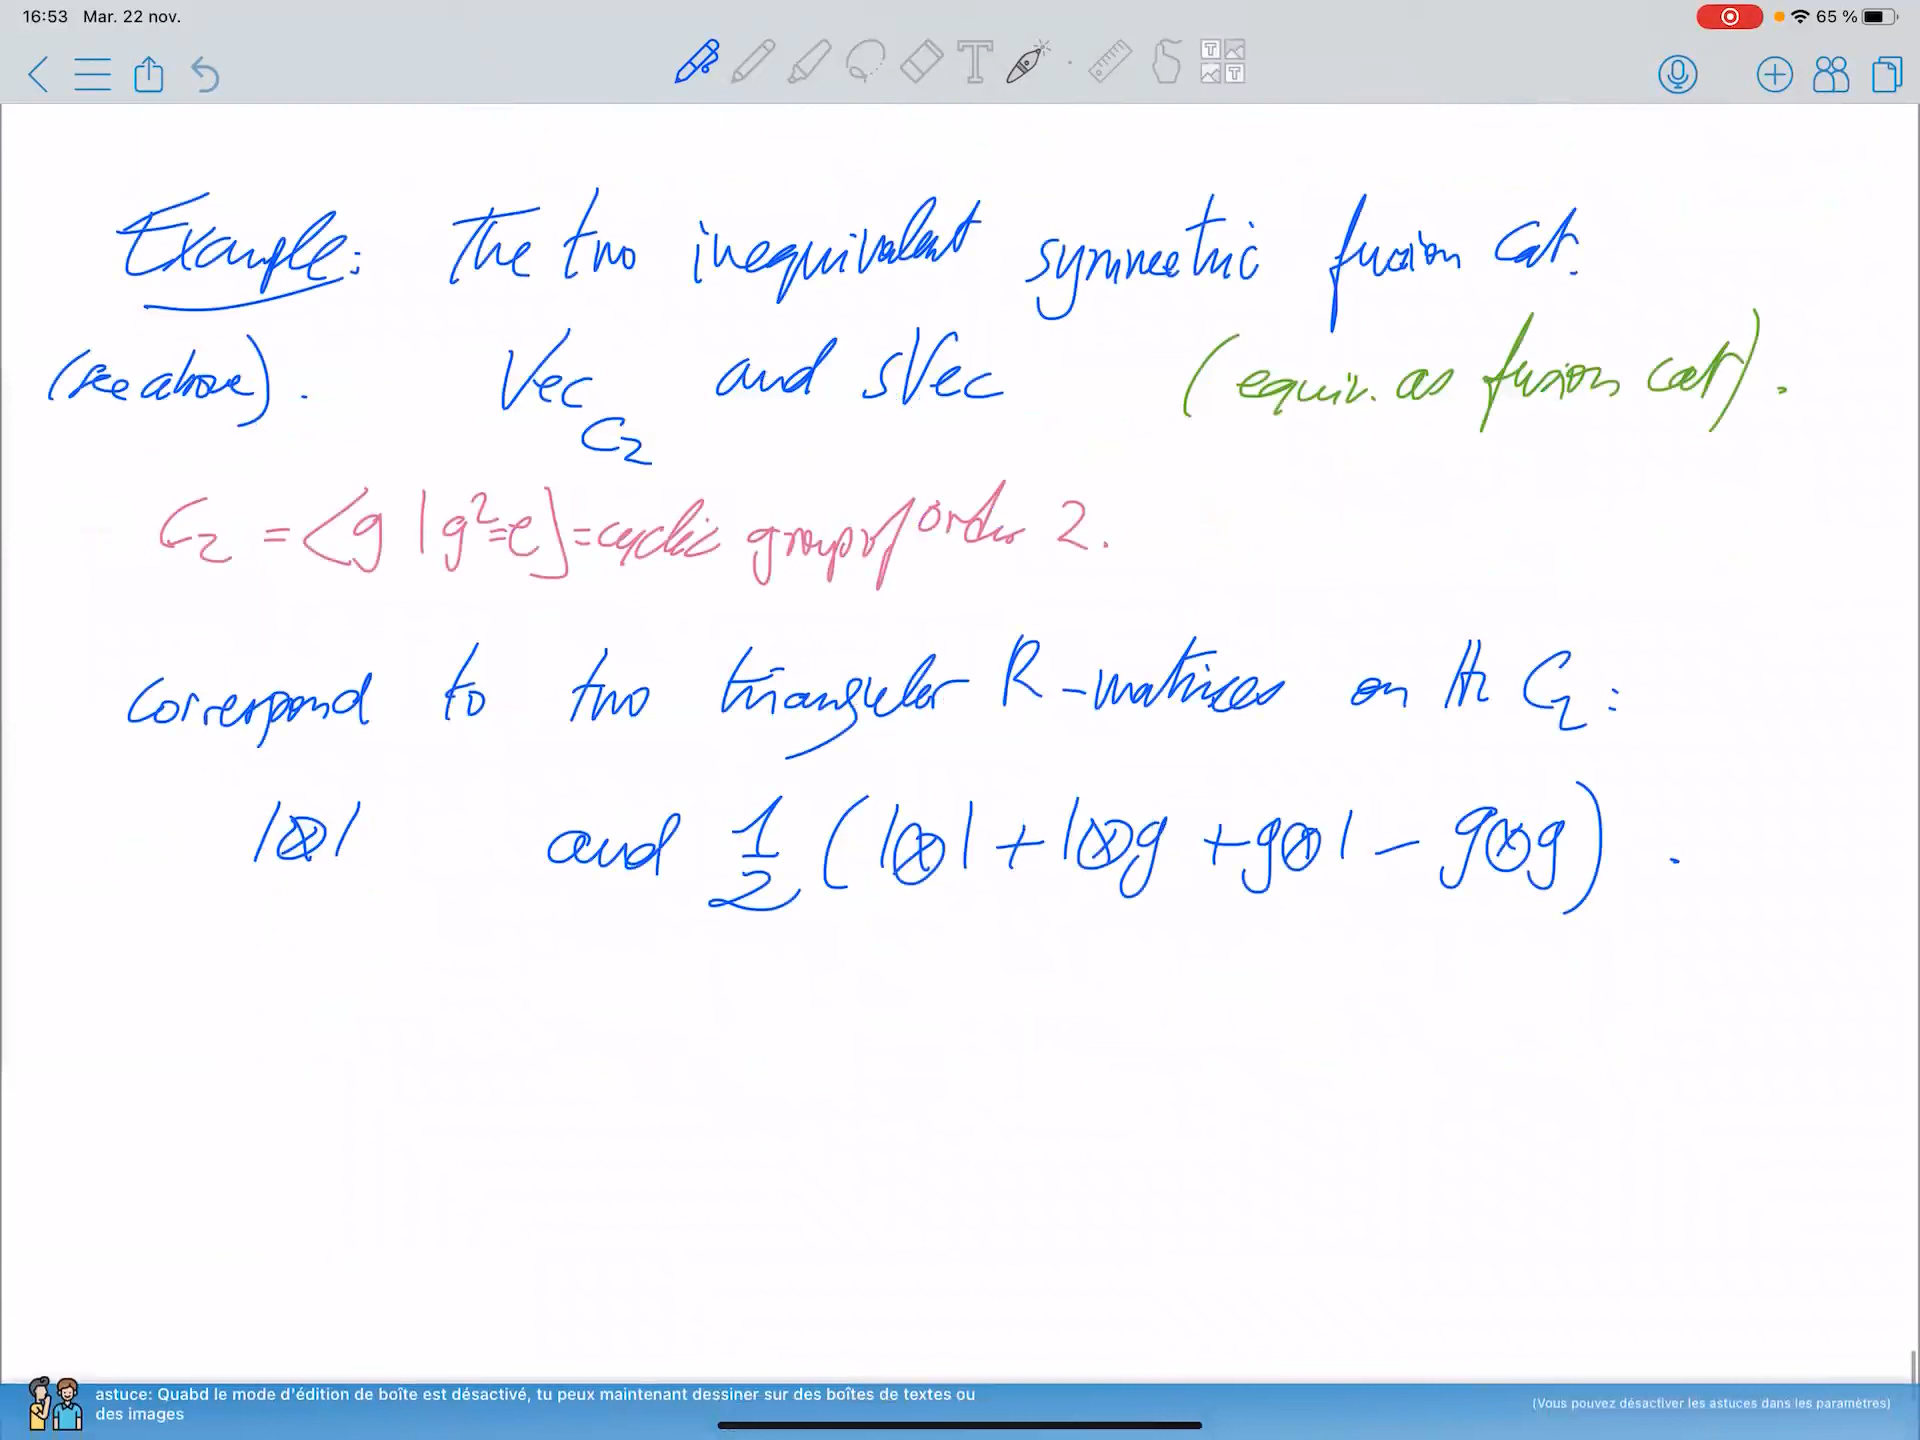 16:53 Mar. 22 nov.
65 %
Example: The two inequivalent symmetric fusion cat.
(see above). Vec_{C_2} and sVec (equiv. as fusion cat).
C_2 = <g | g^2=e] = cyclic group of order 2.
correspond to two triangular R-matrices on k C_2 :
1⊗1 and 1/2 (1⊗1 + 1⊗g + g⊗1 - g⊗g) .
astuce: Quabd le mode d'édition de boîte est désactivé, tu peux maintenant dessiner sur des boîtes de textes ou
des images
(Vous pouvez désactiver les astuces dans les paramètres)